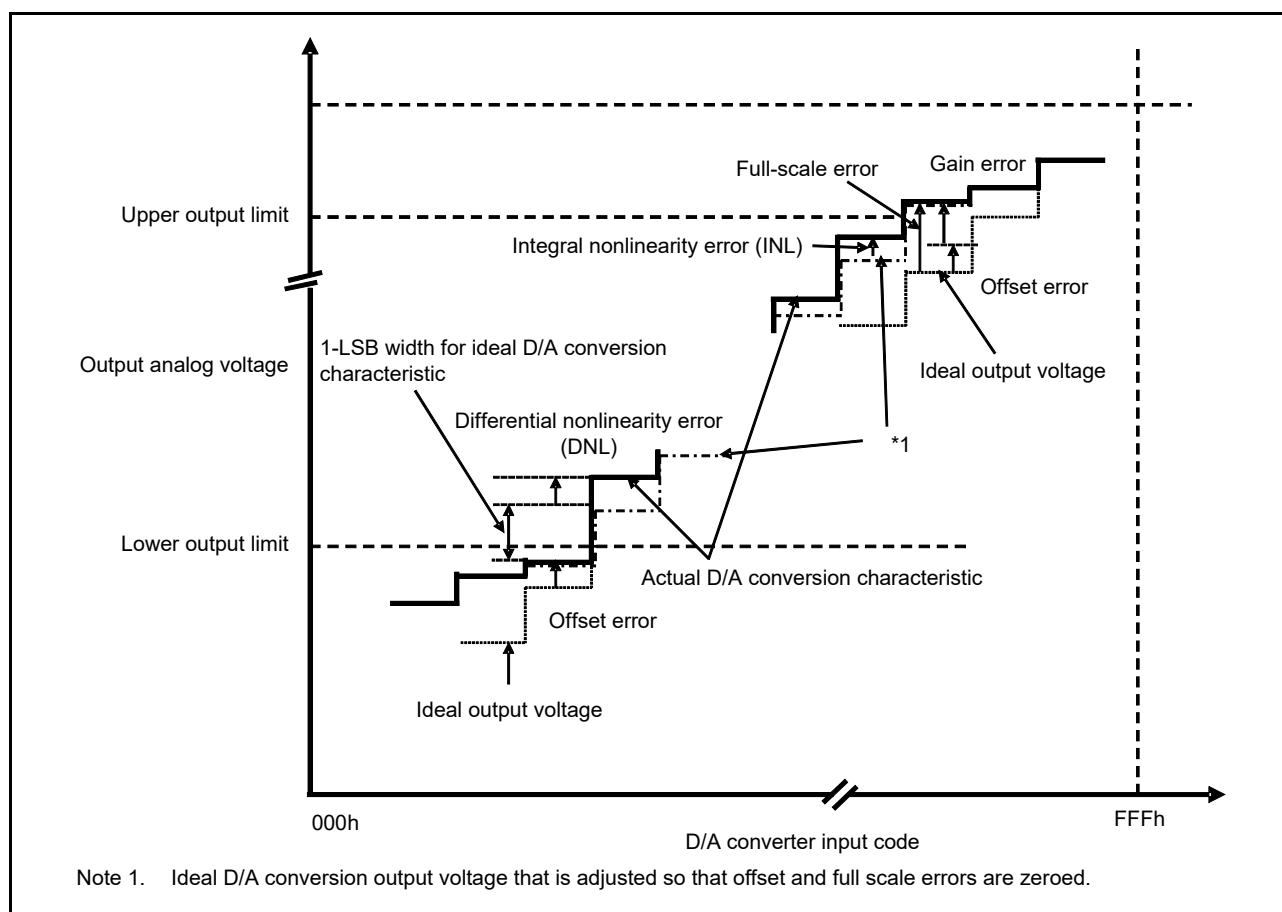 Full-scale error
Gain error
Upper output limit
Integral nonlinearity error (INL)
Offset error
1-LSB width for ideal D/A conversion
characteristic
Output analog voltage
Ideal output voltage
Differential nonlinearity error
(DNL)
*1
Lower output limit
Actual D/A conversion characteristic
Offset error
Ideal output voltage
000h
FFFh
D/A converter input code
Note 1. Ideal D/A conversion output voltage that is adjusted so that offset and full scale errors are zeroed.